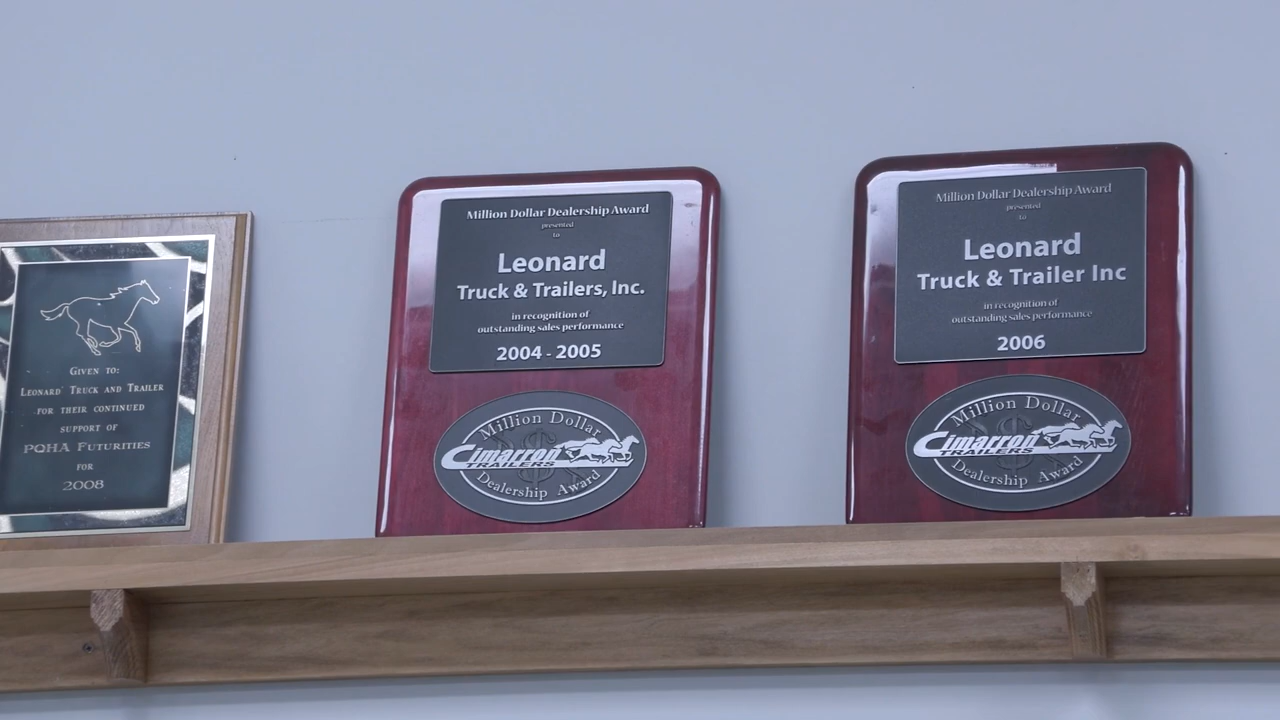 GIVEN TO:
LEONARD TRUCK AND TRAILER
FOR THEIR CONTINUED
SUPPORT OF
PQHA FUTURITIES
FOR
2008
Million Dollar Dealership Award
presented
to
Leonard
Truck & Trailers, Inc.
in recognition of
outstanding sales performance
2004 - 2005
Million Dollar
Cimarron
TRAILERS
Dealership Award
Million Dollar Dealership Award
presented
to
Leonard
Truck & Trailer Inc
in recognition of
outstanding sales performance
2006
Million Dollar
Cimarron
TRAILERS
Dealership Award